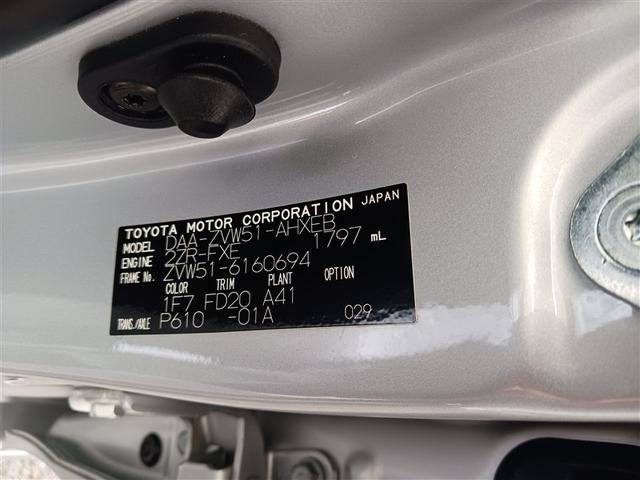 TOYOTA MOTOR CORPORATION JAPAN
MODEL DAA-ZVW51-AHXEB
ENGINE 2ZR-FXE 1797 mL
FRAME No. ZVW51-6160694
COLOR TRIM PLANT OPTION
1F7 FD20 A41
TRANS./AXLE P610 -01A 029